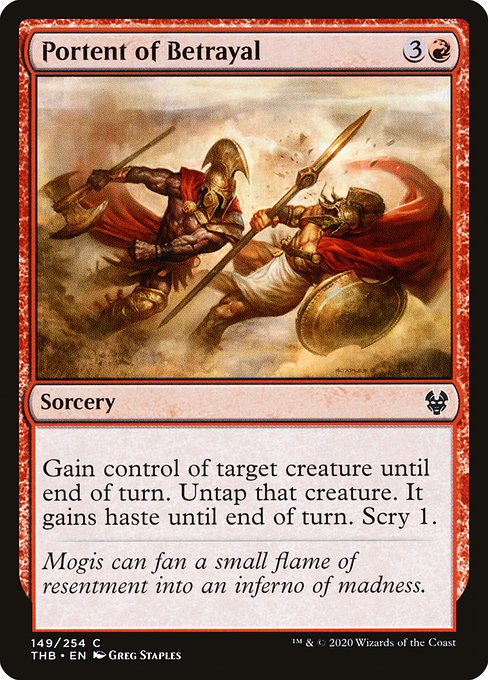 Portent of Betrayal 3
Sorcery
Gain control of target creature until
end of turn. Untap that creature. It
gains haste until end of turn. Scry 1.
Mogis can fan a small flame of
resentment into an inferno of madness.
149/254 C
THB • EN Greg Staples
™ & © 2020 Wizards of the Coast